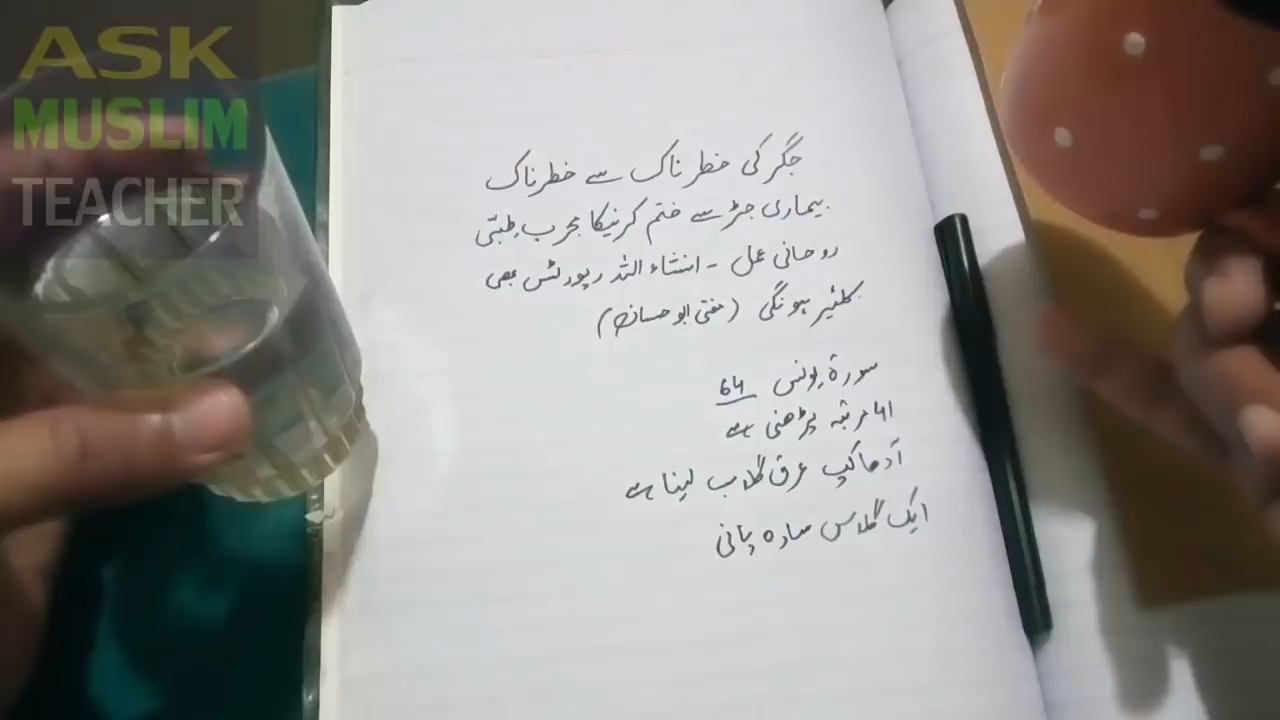 ASK
MUSLIM
TEACHER
جگر کی خطرناک سے خطرناک
بیماری جڑ سے ختم کرنیکا مجرب طبّی
روحانی عمل - انشاء اللہ رپورٹس بھی
کلئیر ہونگی (مفتی ابو حسان)
سورۃ یونس 64
۱۴۱ مرتبہ پڑھنی ہے
آدھا کپ عرق گلاب لینا ہے
ایک گلاس سادہ پانی